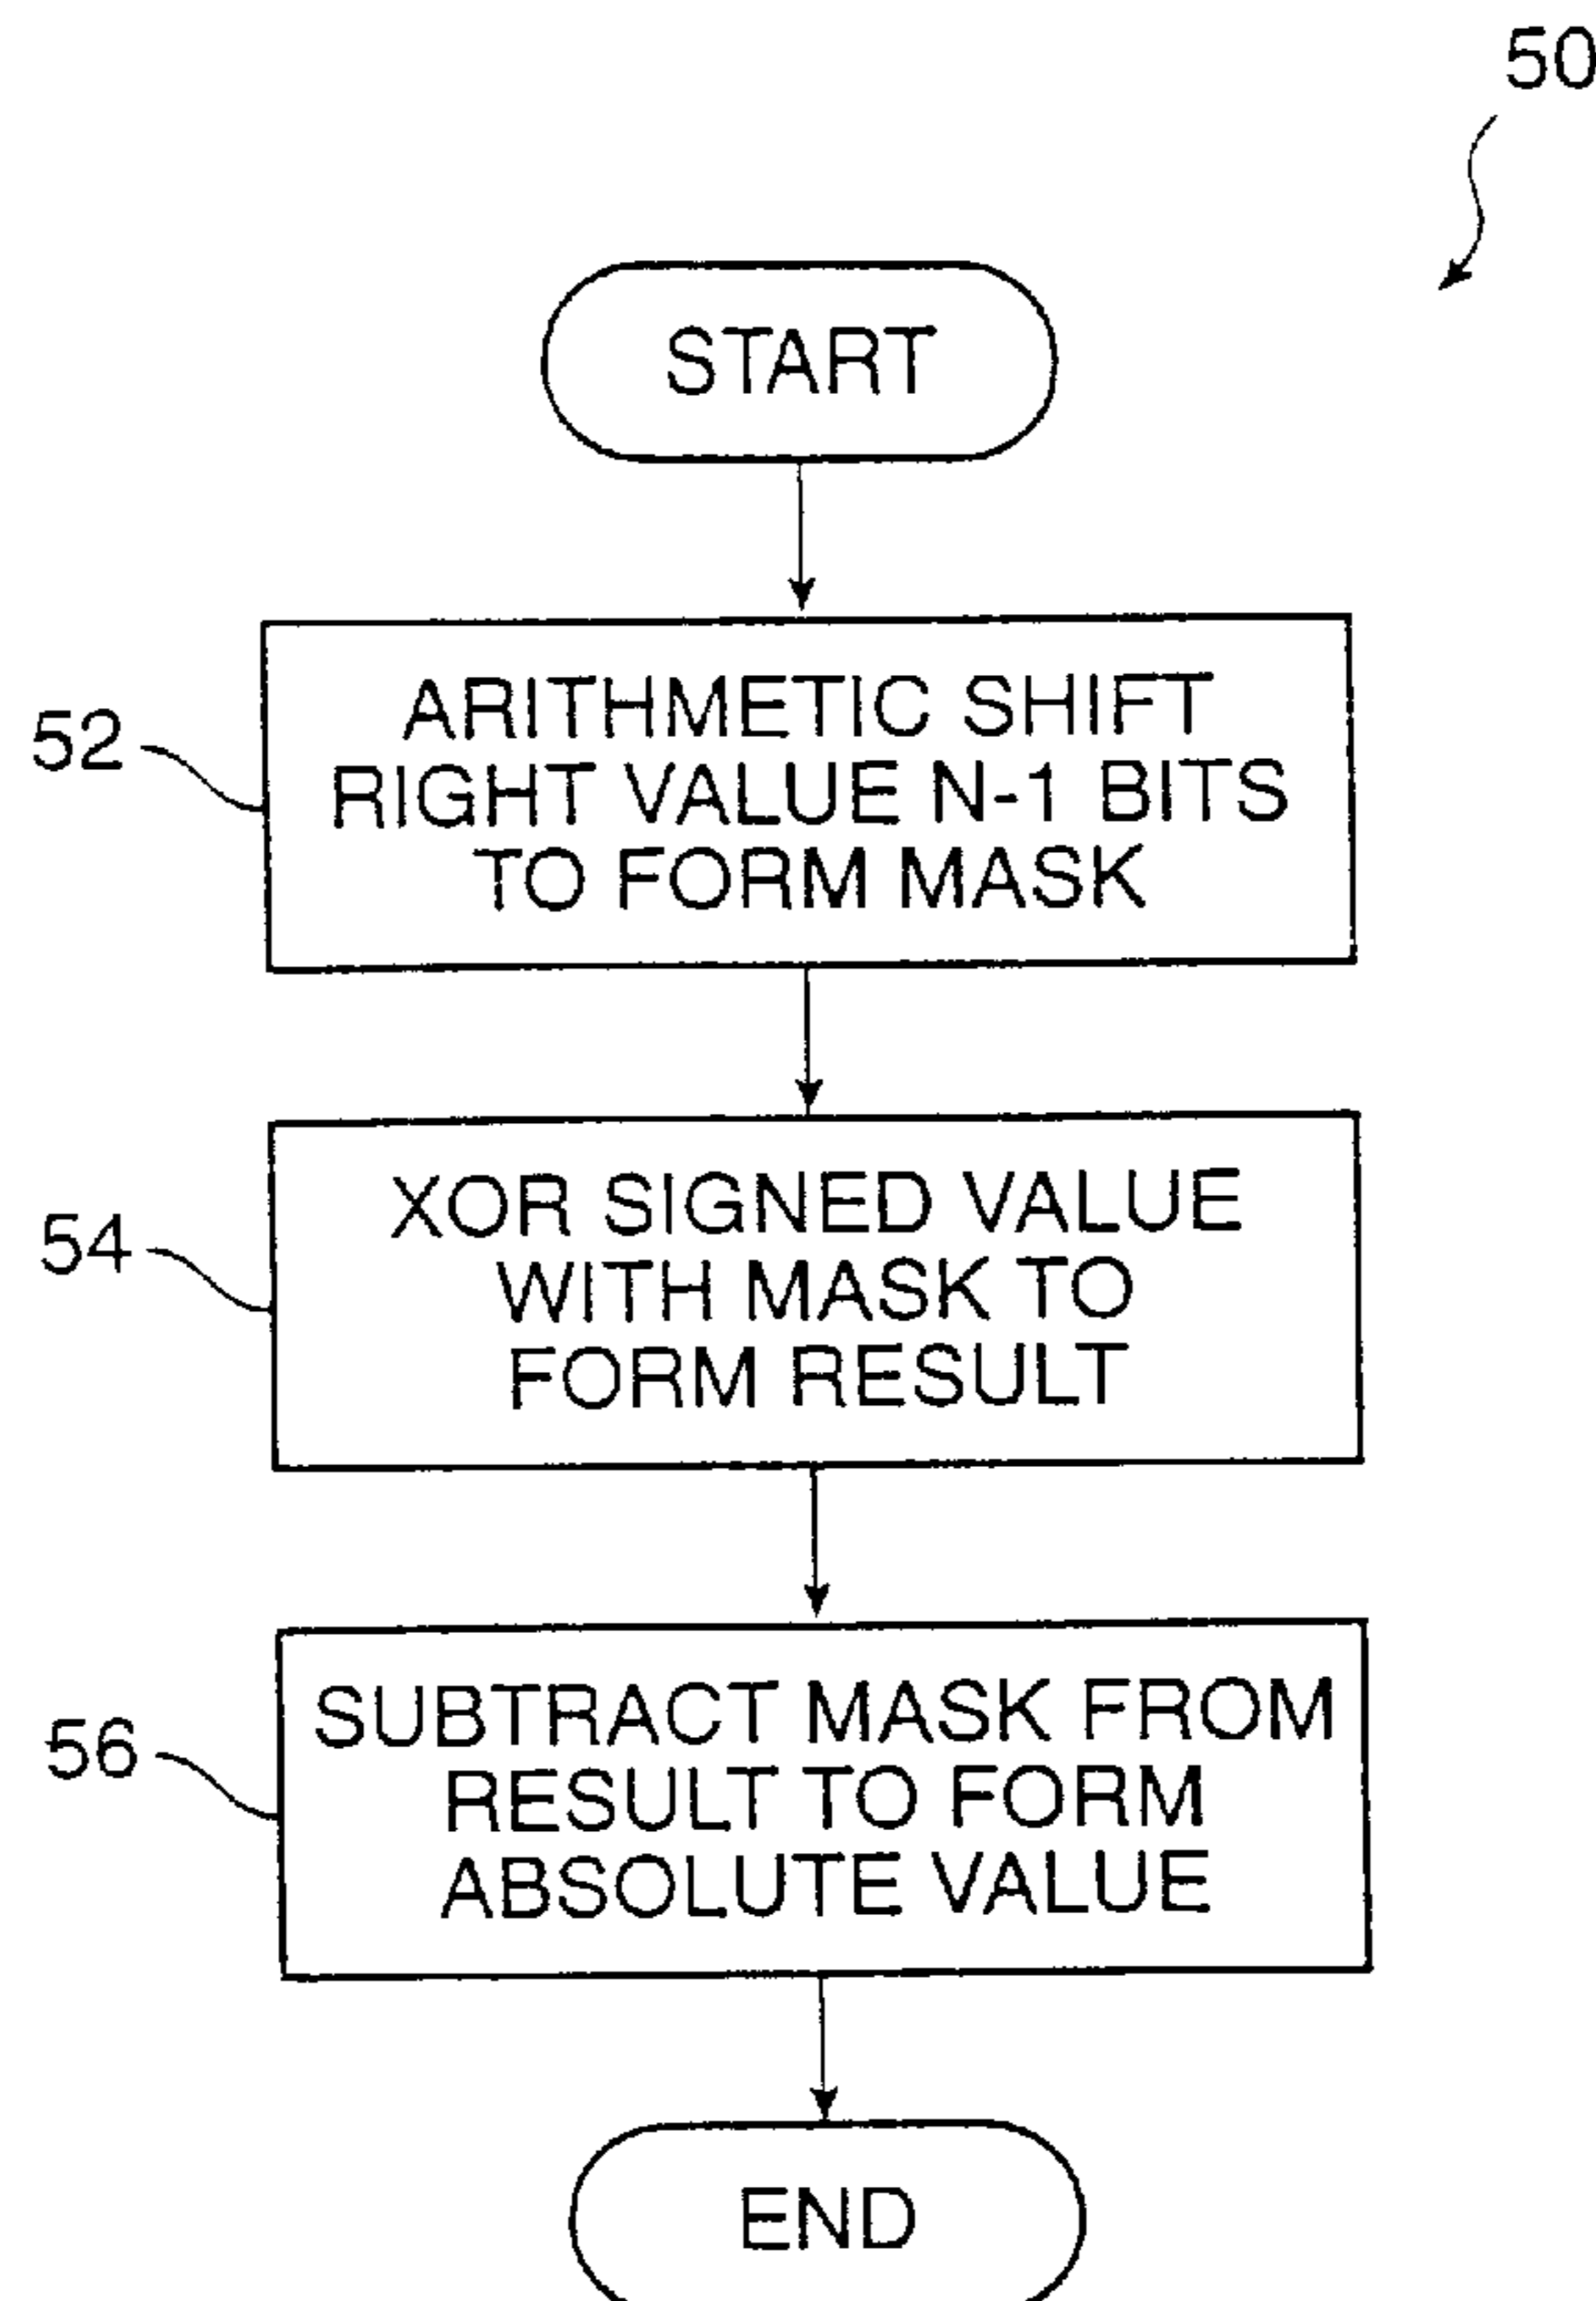 50
START
52
ARITHMETIC SHIFT
RIGHT VALUE N-1 BITS
TO FORM MASK
54
XOR SIGNED VALUE
WITH MASK TO
FORM RESULT
56
SUBTRACT MASK FROM
RESULT TO FORM
ABSOLUTE VALUE
END